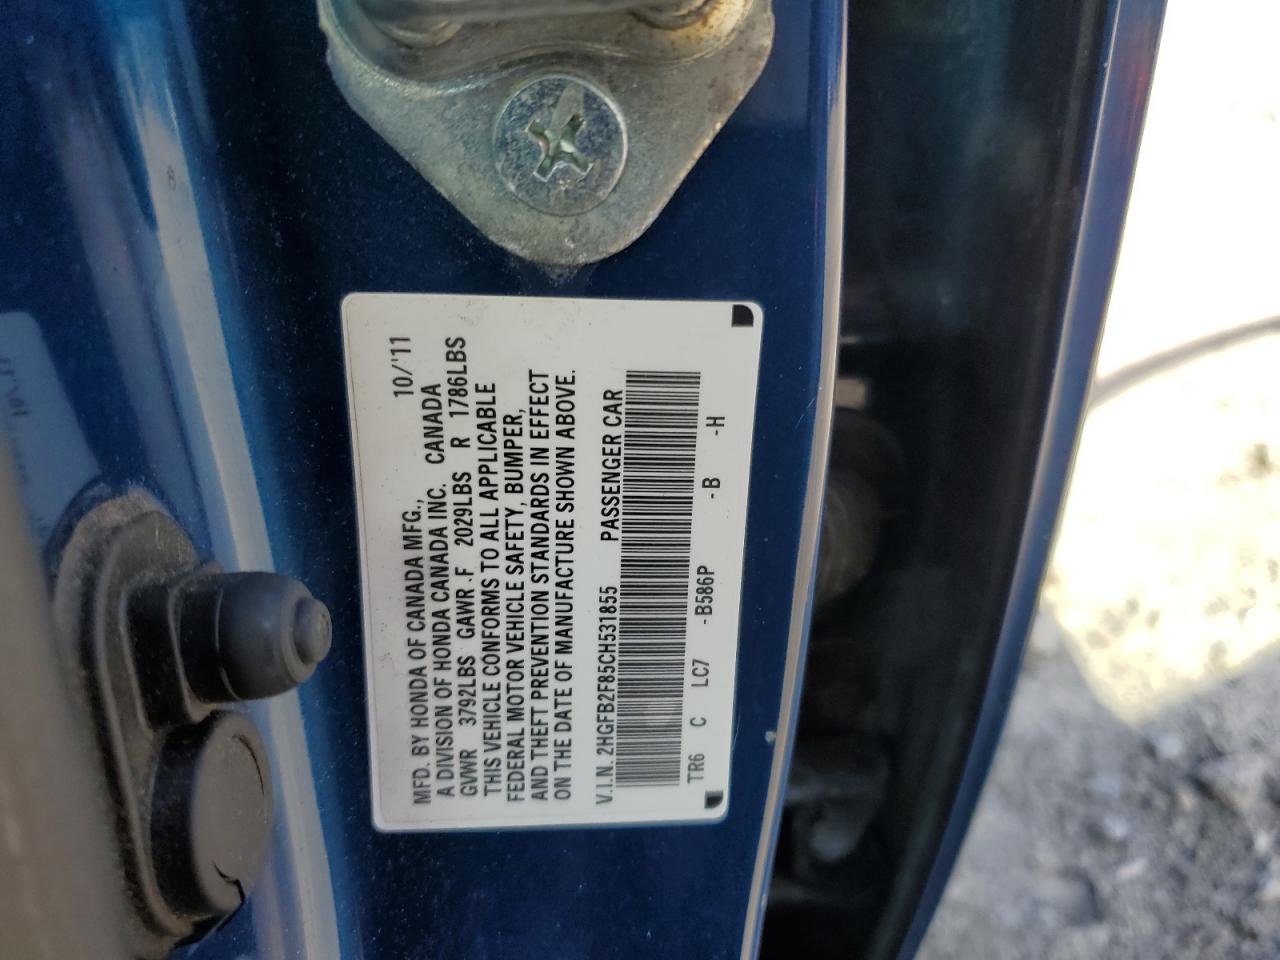 MFD. BY HONDA OF CANADA MFG., 10/'11
A DIVISION OF HONDA CANADA INC. CANADA
GVWR 3792LBS GAWR F 2029LBS R 1786LBS
THIS VEHICLE CONFORMS TO ALL APPLICABLE
FEDERAL MOTOR VEHICLE SAFETY, BUMPER,
AND THEFT PREVENTION STANDARDS IN EFFECT
ON THE DATE OF MANUFACTURE SHOWN ABOVE.
V.I.N. 2HGFB2F85CH531855 PASSENGER CAR
TR6 C LC7 -B586P -B -H